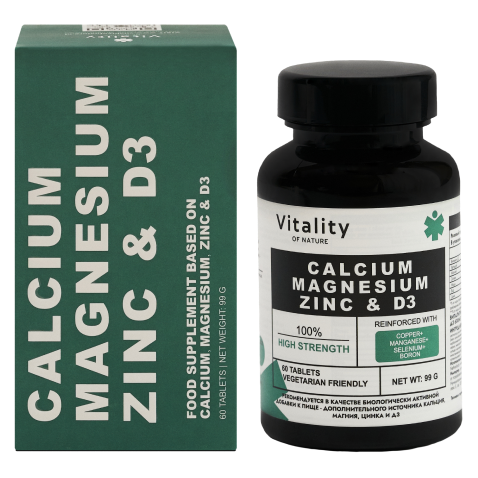 VITALITY
CALCIUM
MAGNESIUM
ZINC & D3
FOOD SUPPLEMENT BASED ON
CALCIUM, MAGNESIUM, ZINC & D3
60 TABLETS | NET WEIGHT: 99 G
Vitality
OF NATURE
CALCIUM
MAGNESIUM
ZINC & D3
100%
HIGH STRENGTH
REINFORCED WITH
COPPER+
MANGANESE+
SELENIUM+
BORON
60 TABLETS
VEGETARIAN FRIENDLY
NET WT: 99 G
РЕКОМЕНДУЕТСЯ В КАЧЕСТВЕ БИОЛОГИЧЕСКИ АКТИВНОЙ
ДОБАВКИ К ПИЩЕ - ДОПОЛНИТЕЛЬНОГО ИСТОЧНИКА КАЛЬЦИЯ,
МАГНИЯ, ЦИНКА И Д3